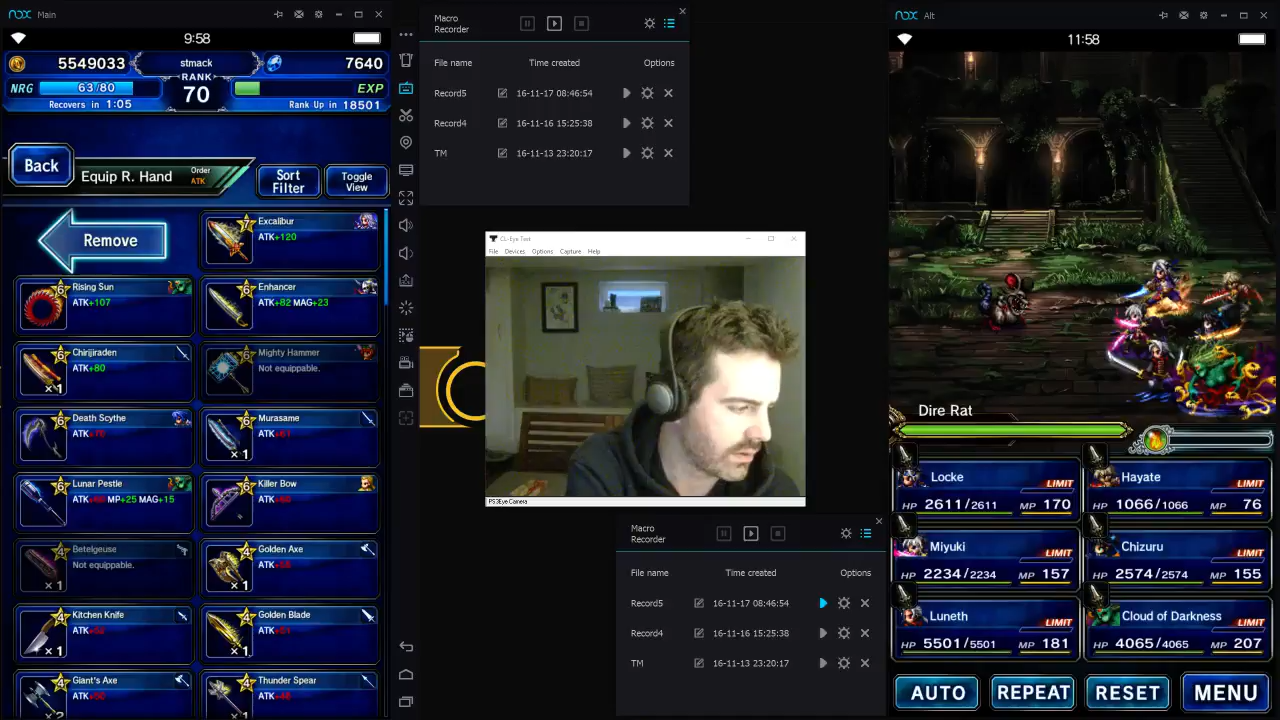 nox Main
9:58
5549033
stmack
7640
RANK
70
NRG 63/80
EXP
Recovers in 1:05
Rank Up in 18501
Back
Equip R. Hand
Order
ATK
Sort
Filter
Toggle
View
Remove
Excalibur
ATK+120
Rising Sun
ATK+107
Enhancer
ATK+82 MAG+23
Chirijiraden
ATK+80
×1
Mighty Hammer
Not equippable.
Death Scythe
Murasame
×1
Lunar Pestle
MP+25 MAG+15
Killer Bow
×1
Betelgeuse
Not equippable.
×1
Golden Axe
×1
Kitchen Knife
×1
Golden Blade
×1
Giant's Axe
×2
Thunder Spear
×1
Macro
Recorder
File name Time created Options
Record5 16-11-17 08:46:54
Record4 16-11-16 15:25:38
TM 16-11-13 23:20:17
CL-Eye Test
File Devices Options Capture Help
PS3Eye Camera
Macro
Recorder
File name Time created Options
Record5 16-11-17 08:46:54
Record4 16-11-16 15:25:38
TM 16-11-13 23:20:17
nox Alt
11:58
Dire Rat
Locke
LIMIT
HP 2611/2611 MP 170
Hayate
LIMIT
HP 1066/1066 MP 76
Miyuki
LIMIT
HP 2234/2234 MP 157
Chizuru
LIMIT
HP 2574/2574 MP 155
Luneth
LIMIT
HP 5501/5501 MP 181
Cloud of Darkness
LIMIT
HP 4065/4065 MP 207
AUTO
REPEAT
RESET
MENU